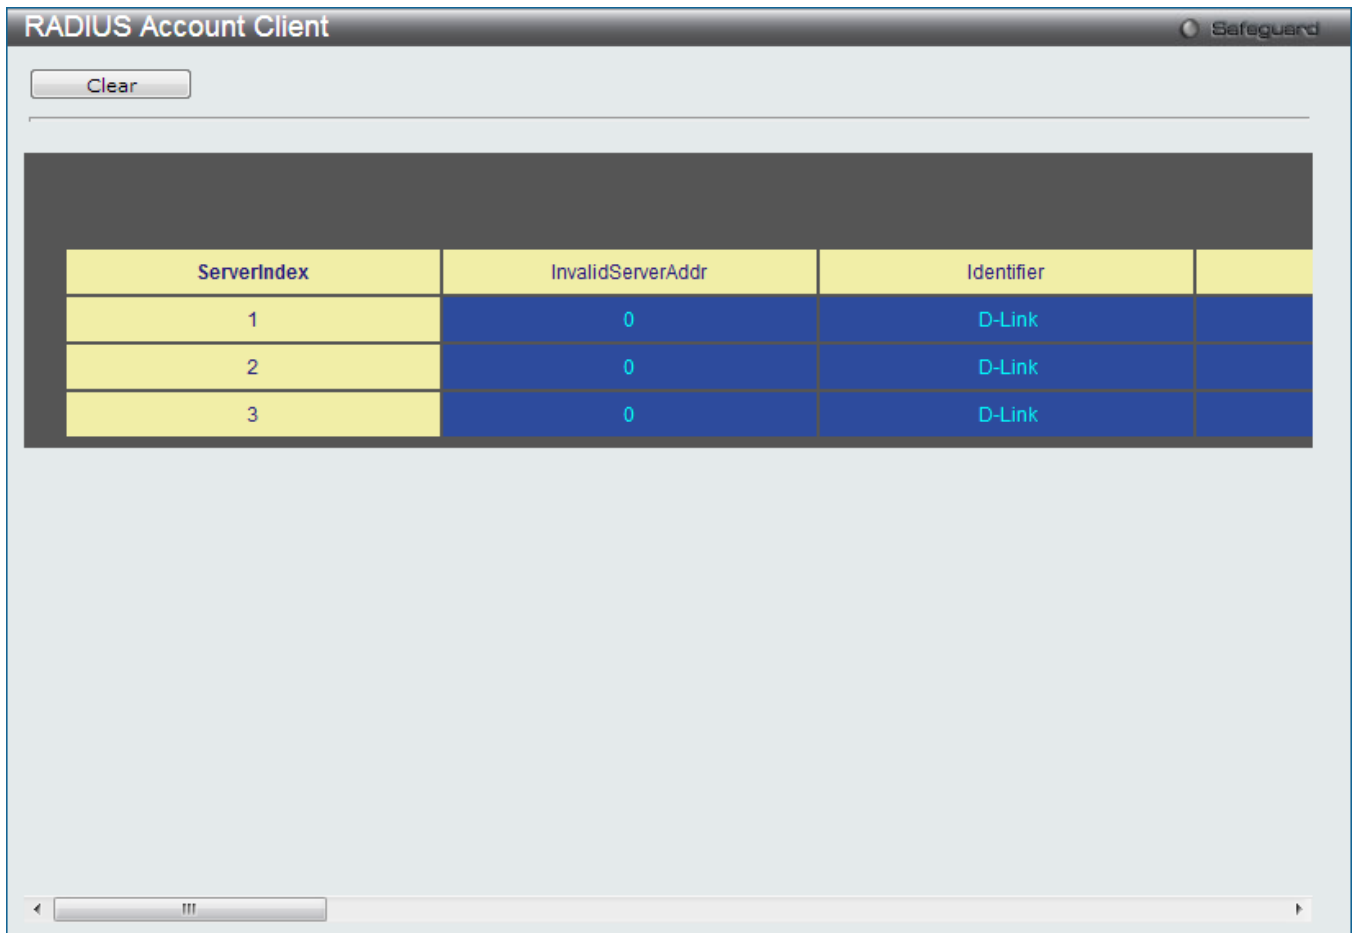 RADIUS Account Client
Safeguard
Clear
ServerIndex InvalidServerAddr Identifier
1 0 D-Link
2 0 D-Link
3 0 D-Link